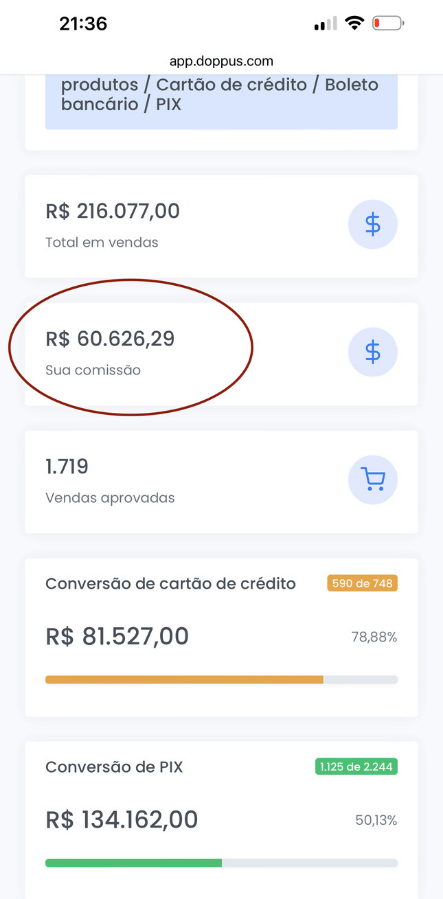 21:36
app.doppus.com
produtos / Cartão de crédito / Boleto
bancário / PIX
R$ 216.077,00
Total em vendas
R$ 60.626,29
Sua comissão
1.719
Vendas aprovadas
Conversão de cartão de crédito
590 de 748
R$ 81.527,00
78,88%
Conversão de PIX
1.125 de 2.244
R$ 134.162,00
50,13%